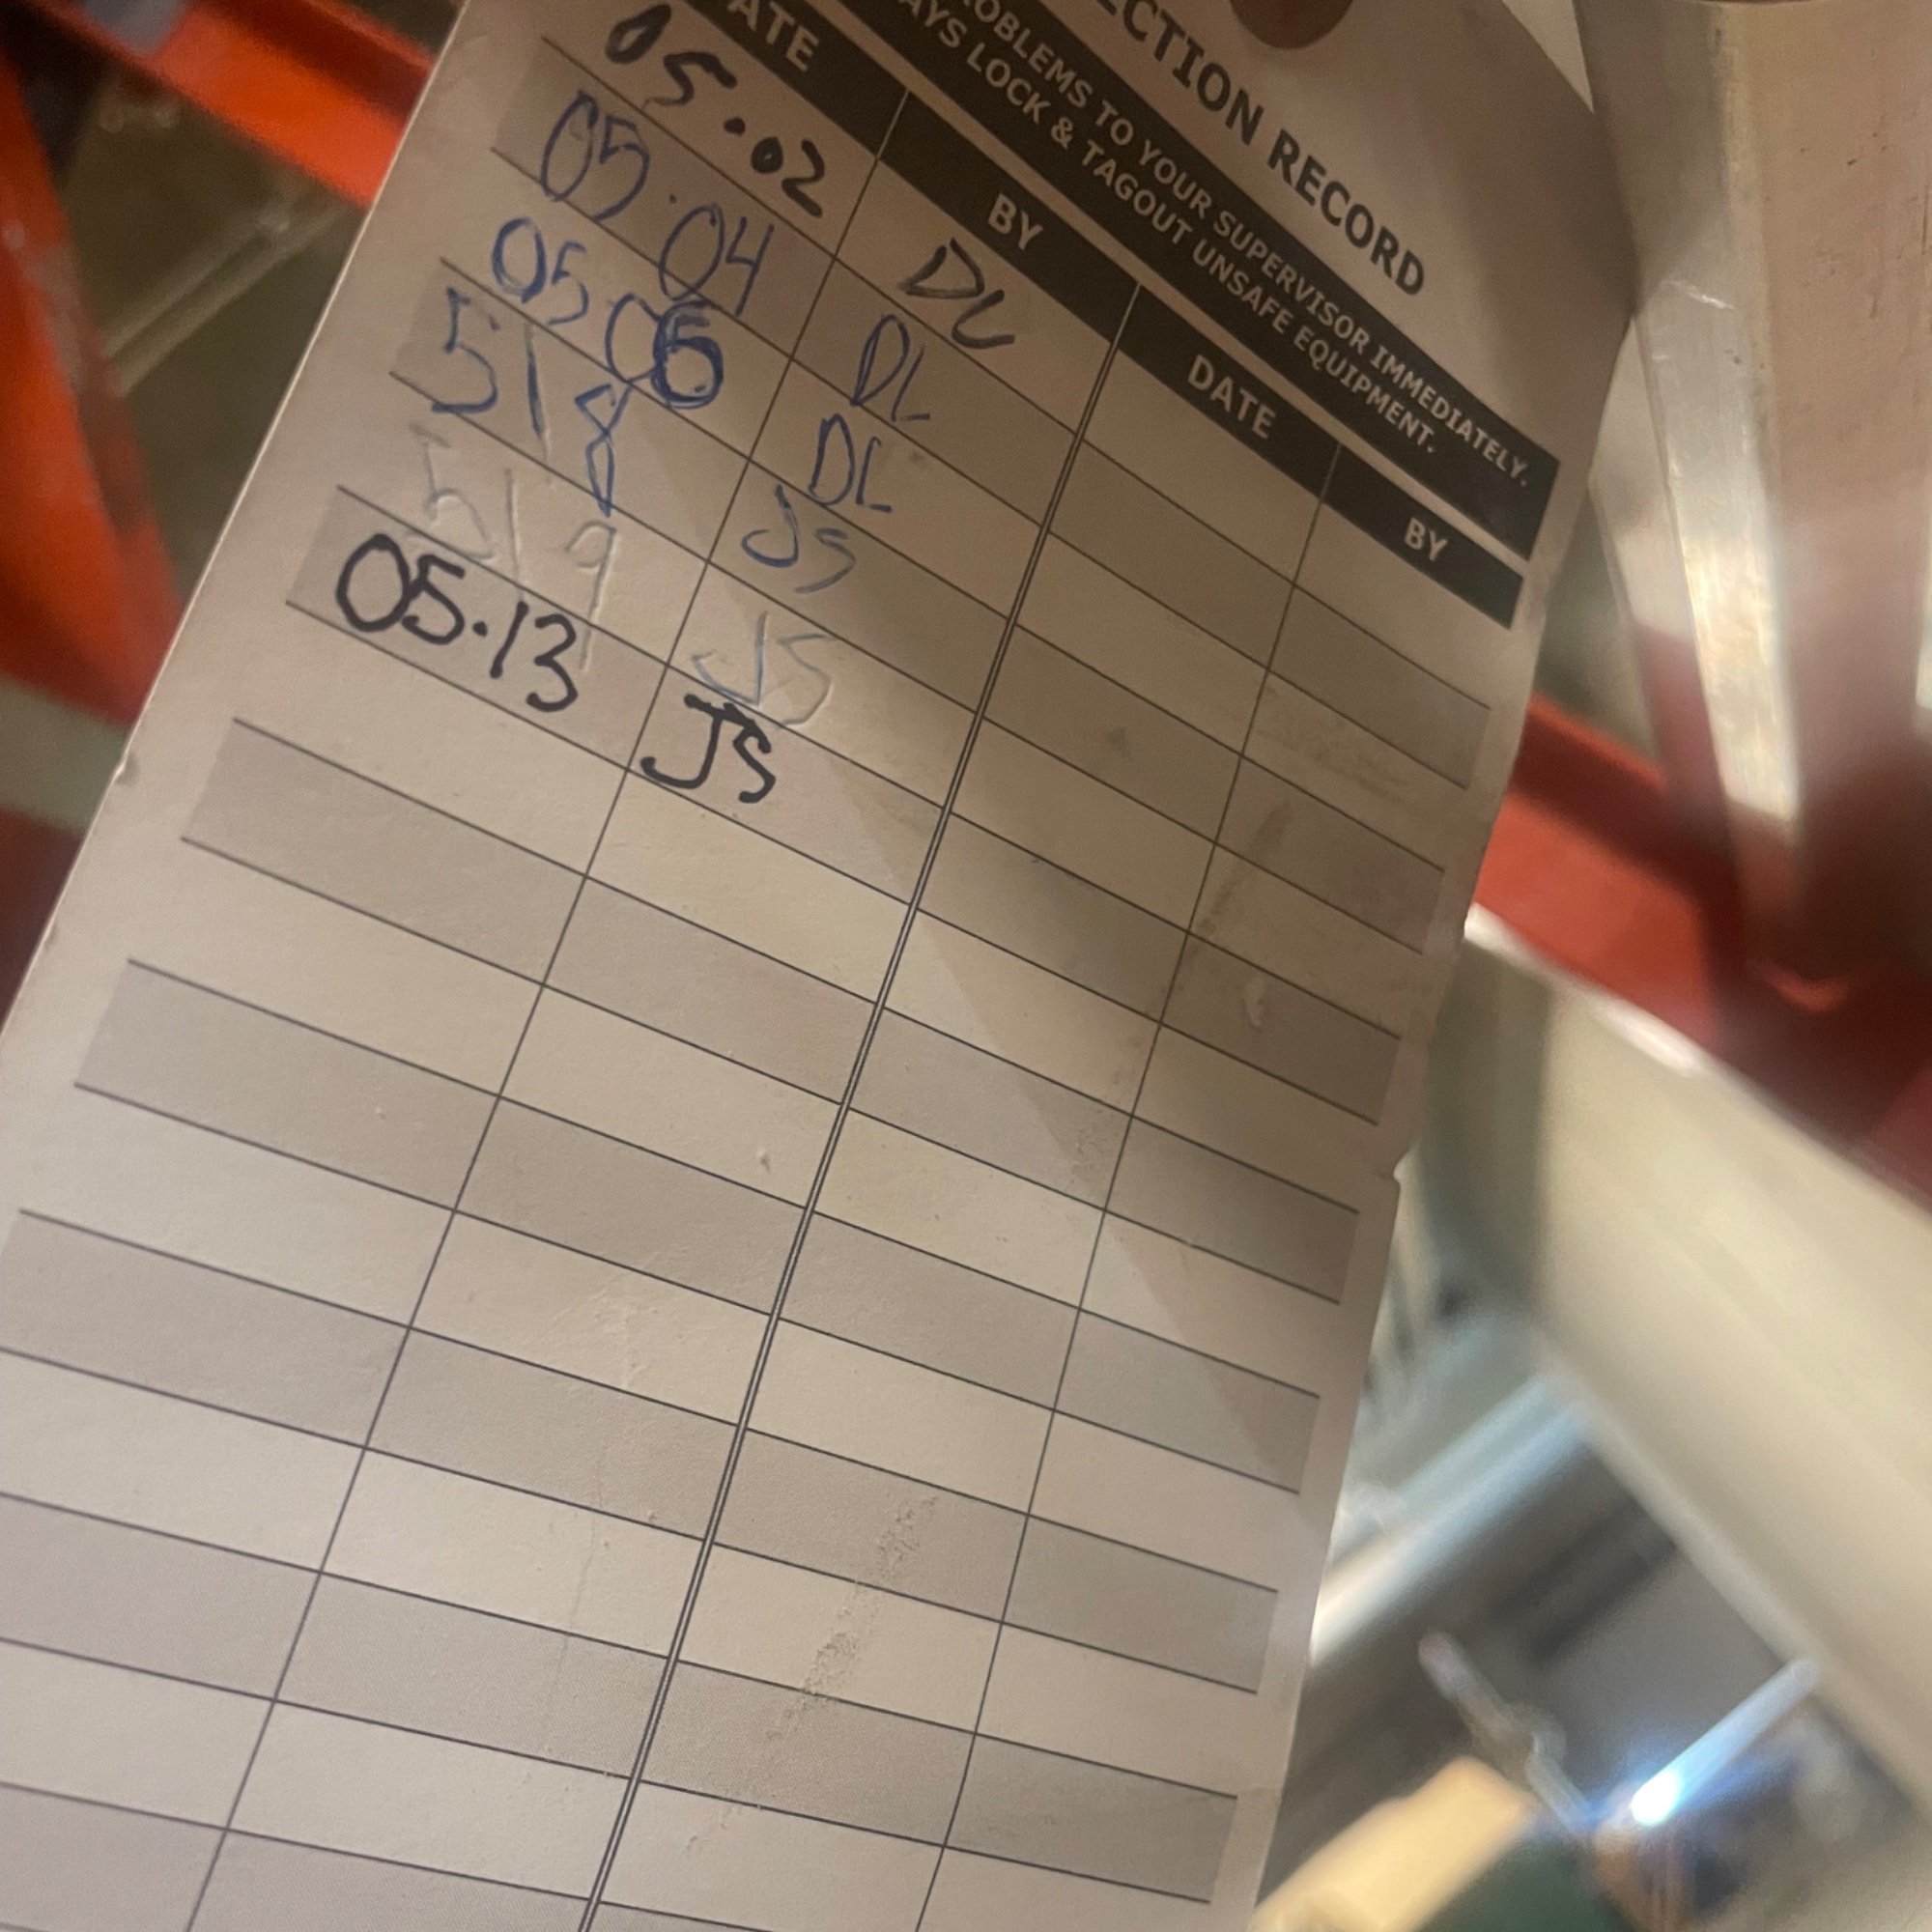 ECTION RECORD
ROBLEMS TO YOUR SUPERVISOR IMMEDIATELY.
AYS LOCK & TAGOUT UNSAFE EQUIPMENT.
ATE BY DATE BY
05.02 DL
05.04 DL
05.06 DL
5/8 JS
5/9 JS
05.13 JS